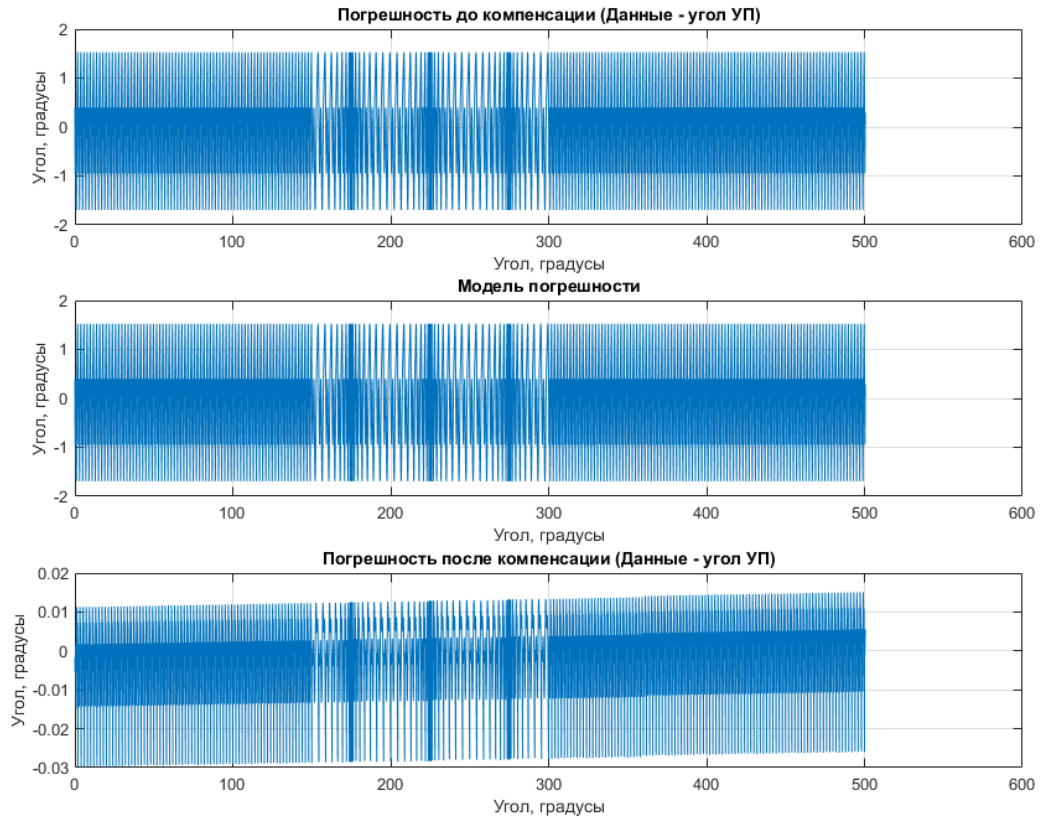 Погрешность до компенсации (Данные - угол УП)
2
1
0
-1
-2
Угол, градусы
0 100 200 300 400 500 600
Угол, градусы
Модель погрешности
2
1
0
-1
-2
Угол, градусы
0 100 200 300 400 500 600
Угол, градусы
Погрешность после компенсации (Данные - угол УП)
0.02
0.01
0
-0.01
-0.02
-0.03
Угол, градусы
0 100 200 300 400 500 600
Угол, градусы